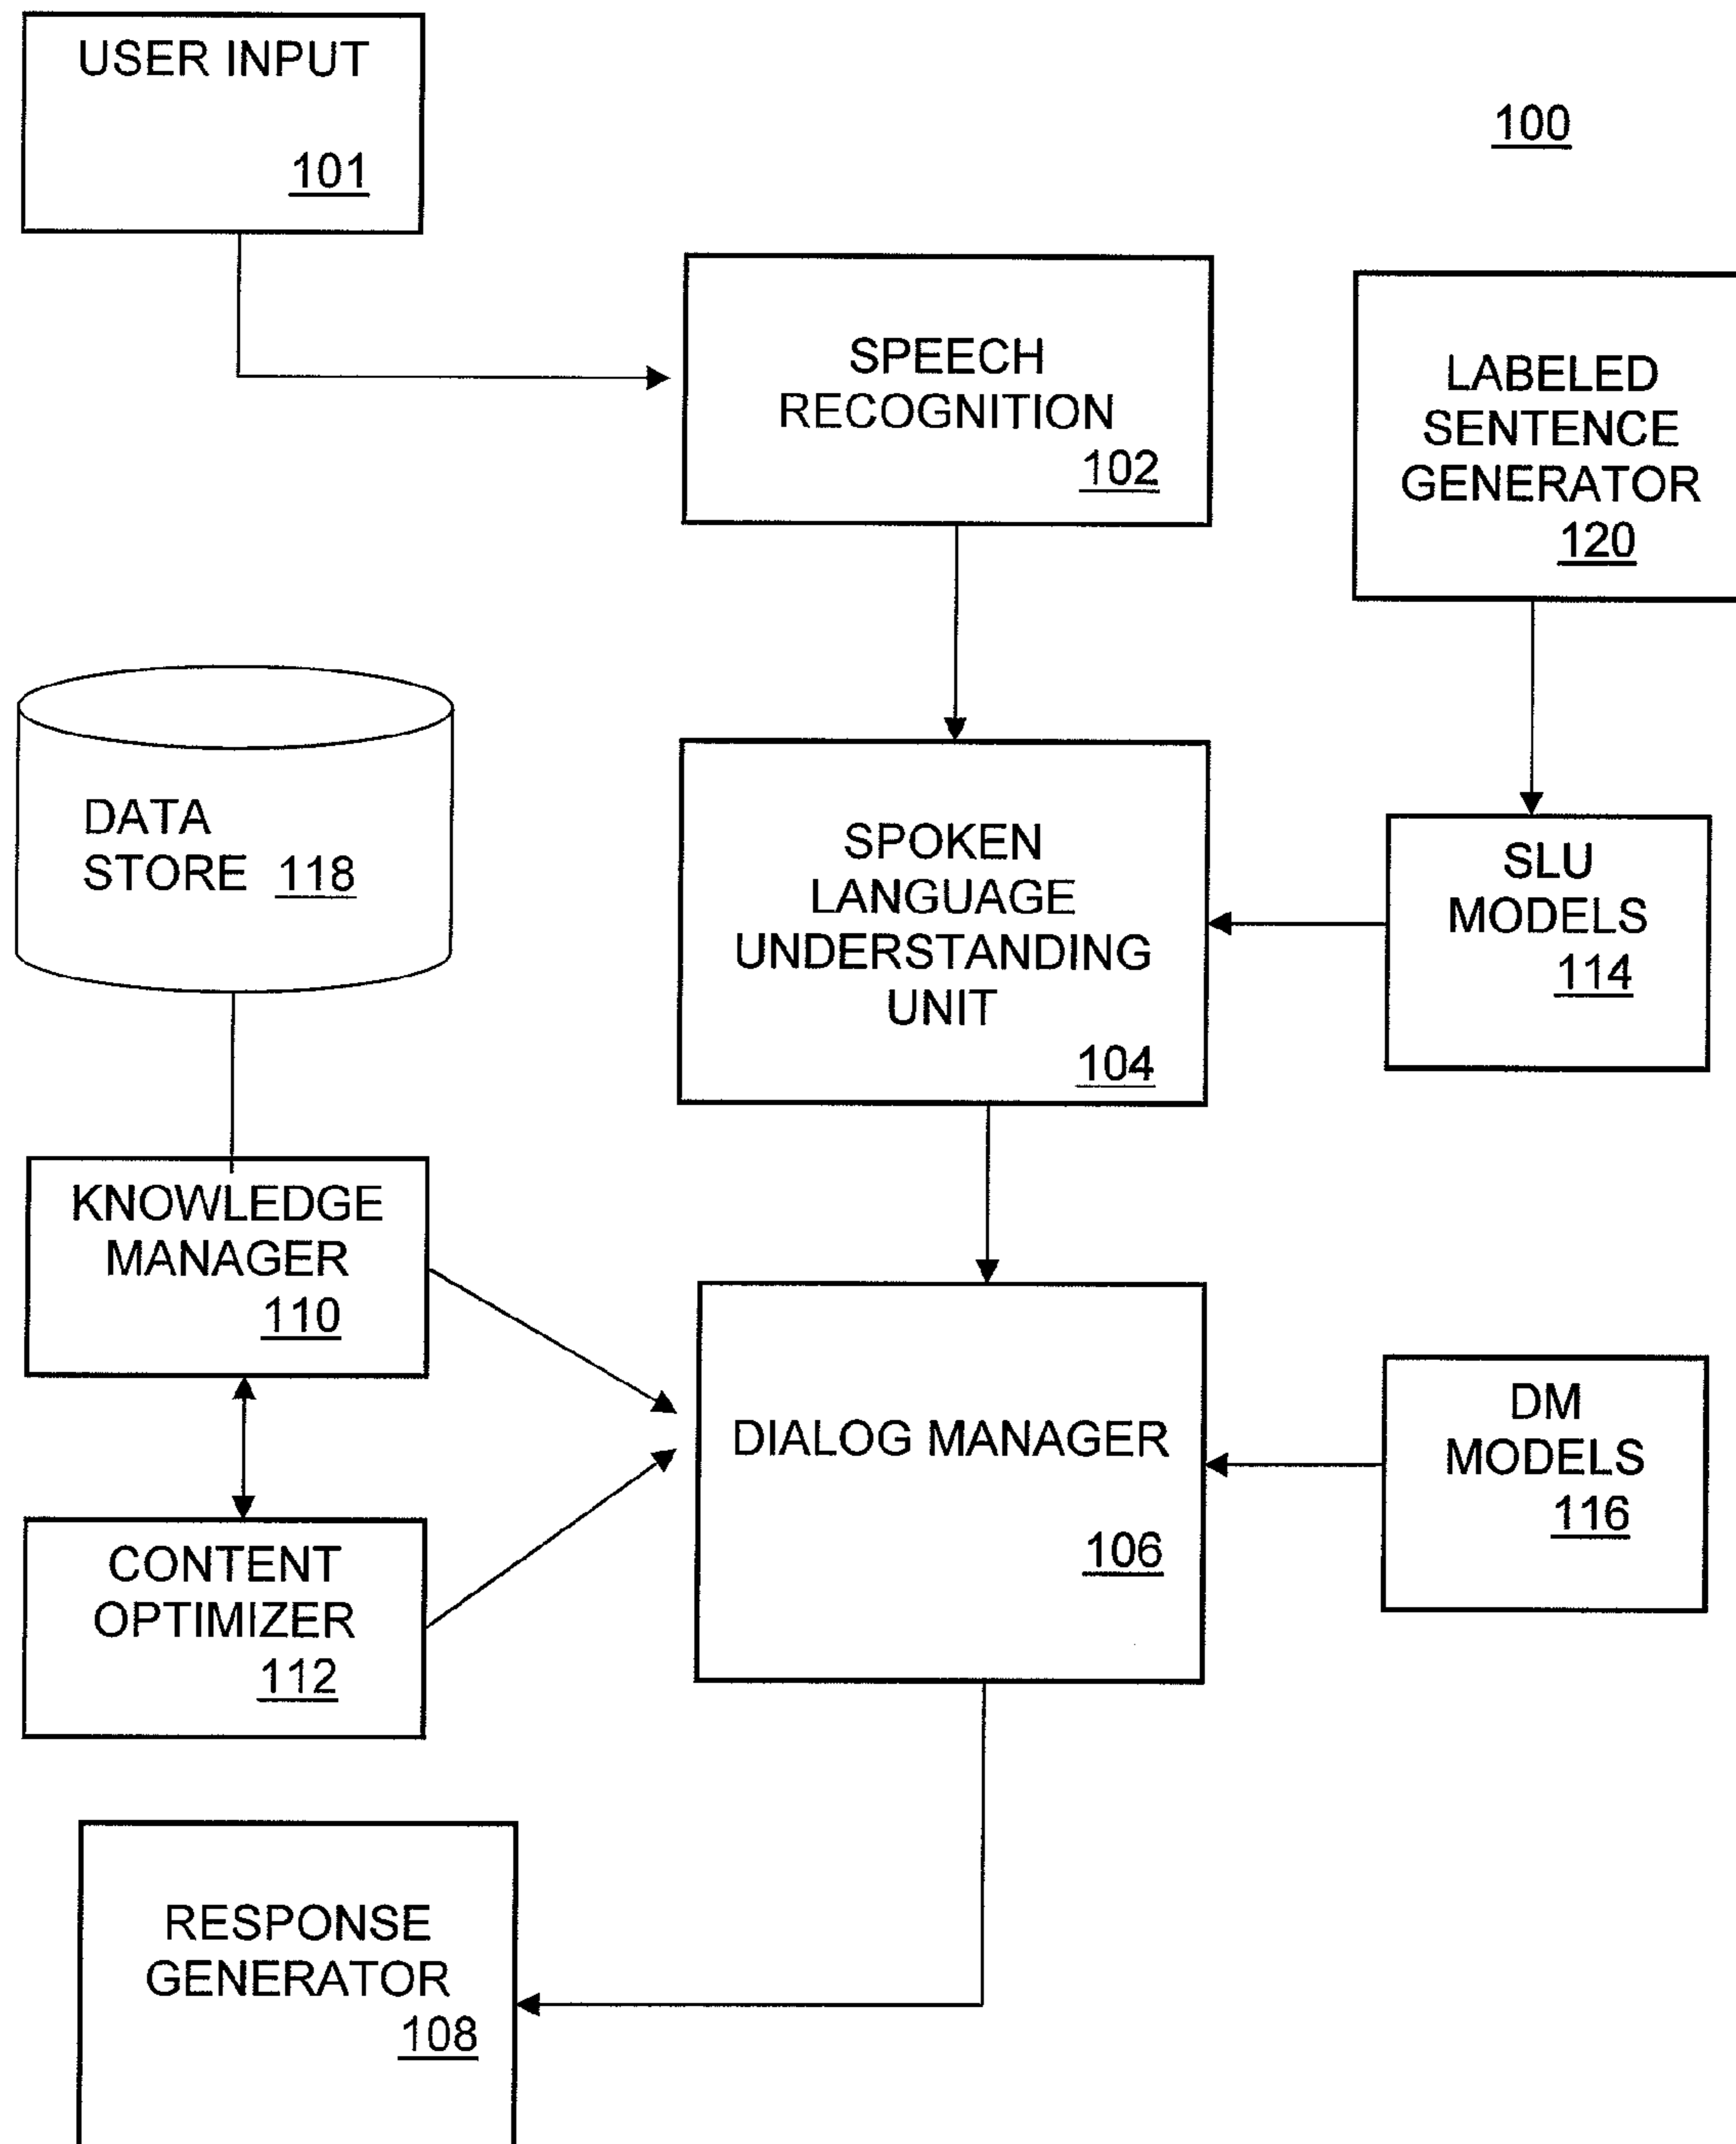 USER INPUT
101
100
SPEECH
RECOGNITION
102
LABELED
SENTENCE
GENERATOR
120
DATA
STORE 118
SPOKEN
LANGUAGE
UNDERSTANDING
UNIT
104
SLU
MODELS
114
KNOWLEDGE
MANAGER
110
DIALOG MANAGER
106
DM
MODELS
116
CONTENT
OPTIMIZER
112
RESPONSE
GENERATOR
108